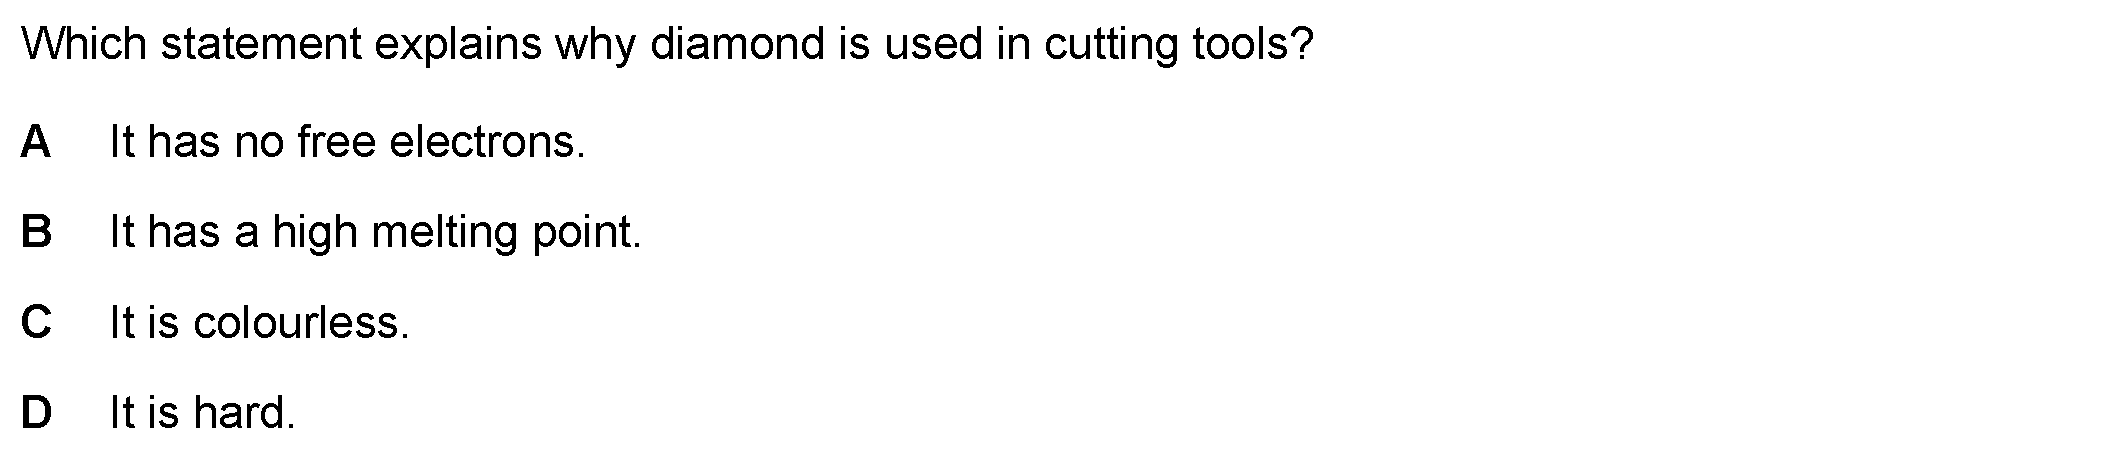 Which statement explains why diamond is used in cutting tools?
A It has no free electrons.
B It has a high melting point.
C It is colourless.
D It is hard.